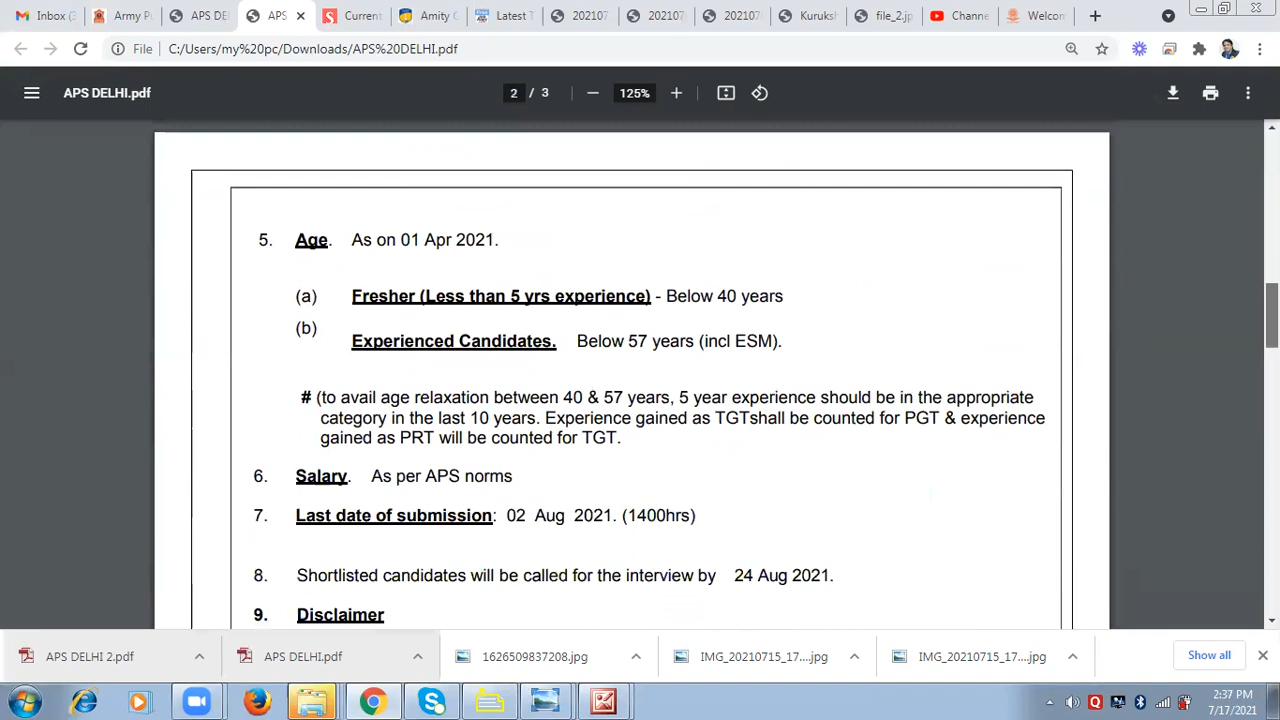 Inbox (3
Army P
APS DEL
APS
Current
Amity C
Latest T
202107
202107
202107
Kuruksh
file_2.jp
Channe
Welcom
File
C:/Users/my%20pc/Downloads/APS%20DELHI.pdf
APS DELHI.pdf
2 / 3
125%
5. Age. As on 01 Apr 2021.
(a) Fresher (Less than 5 yrs experience) - Below 40 years
(b)
Experienced Candidates. Below 57 years (incl ESM).
# (to avail age relaxation between 40 & 57 years, 5 year experience should be in the appropriate
category in the last 10 years. Experience gained as TGTshall be counted for PGT & experience
gained as PRT will be counted for TGT.
6. Salary. As per APS norms
7. Last date of submission: 02 Aug 2021. (1400hrs)
8. Shortlisted candidates will be called for the interview by 24 Aug 2021.
9. Disclaimer
APS DELHI 2.pdf
APS DELHI.pdf
1626509837208.jpg
IMG_20210715_17....jpg
IMG_20210715_17....jpg
Show all
2:37 PM
7/17/2021